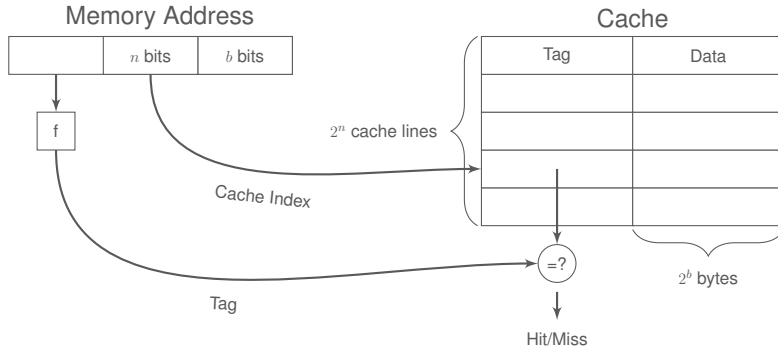 Memory Address
n bits
b bits
f
Cache Index
Tag
Cache
Tag
Data
2^n cache lines
=?
2^b bytes
Hit/Miss